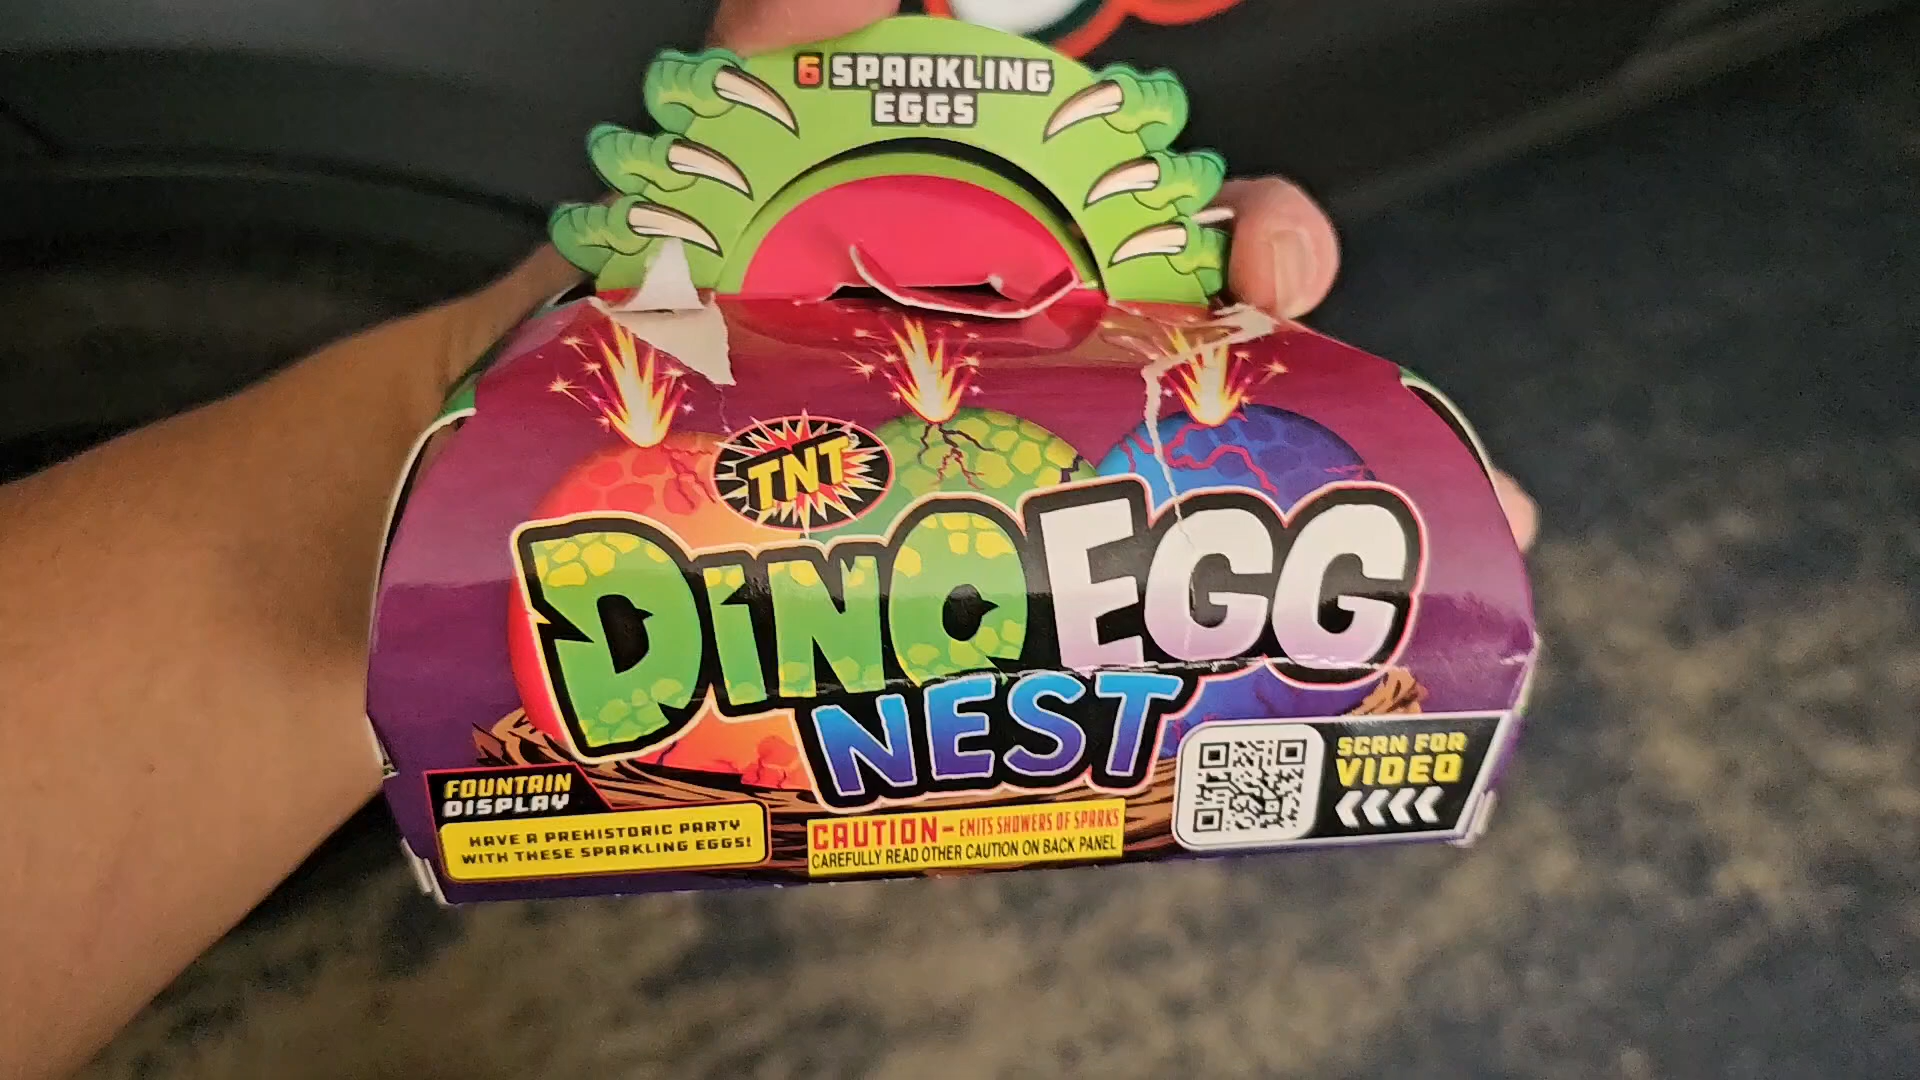 6 SPARKLING
EGGS
TNT
DINO EGG
NEST
FOUNTAIN
DISPLAY
HAVE A PREHISTORIC PARTY
WITH THESE SPARKLING EGGS!
CAUTION - EMITS SHOWERS OF SPARKS
CAREFULLY READ OTHER CAUTION ON BACK PANEL
SCAN FOR
VIDEO